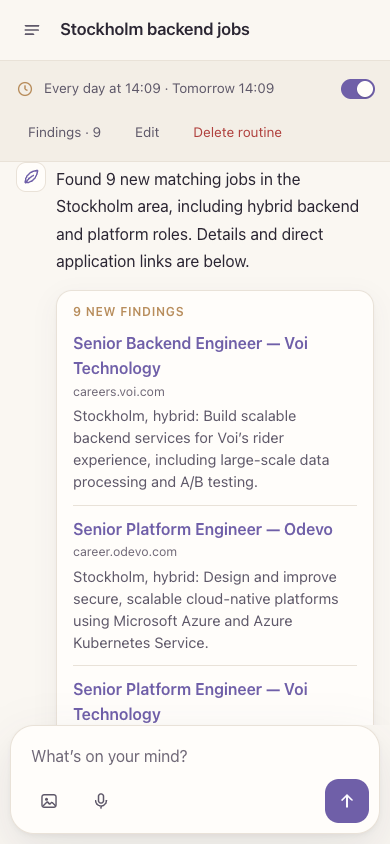 Stockholm backend jobs
Every day at 14:09 · Tomorrow 14:09
Findings · 9
Edit
Delete routine
Found 9 new matching jobs in the
Stockholm area, including hybrid backend
and platform roles. Details and direct
application links are below.
9 NEW FINDINGS
Senior Backend Engineer — Voi
Technology
careers.voi.com
Stockholm, hybrid: Build scalable
backend services for Voi’s rider
experience, including large-scale data
processing and A/B testing.
Senior Platform Engineer — Odevo
career.odevo.com
Stockholm, hybrid: Design and improve
secure, scalable cloud-native platforms
using Microsoft Azure and Azure
Kubernetes Service.
Senior Platform Engineer — Voi
Technology
What’s on your mind?